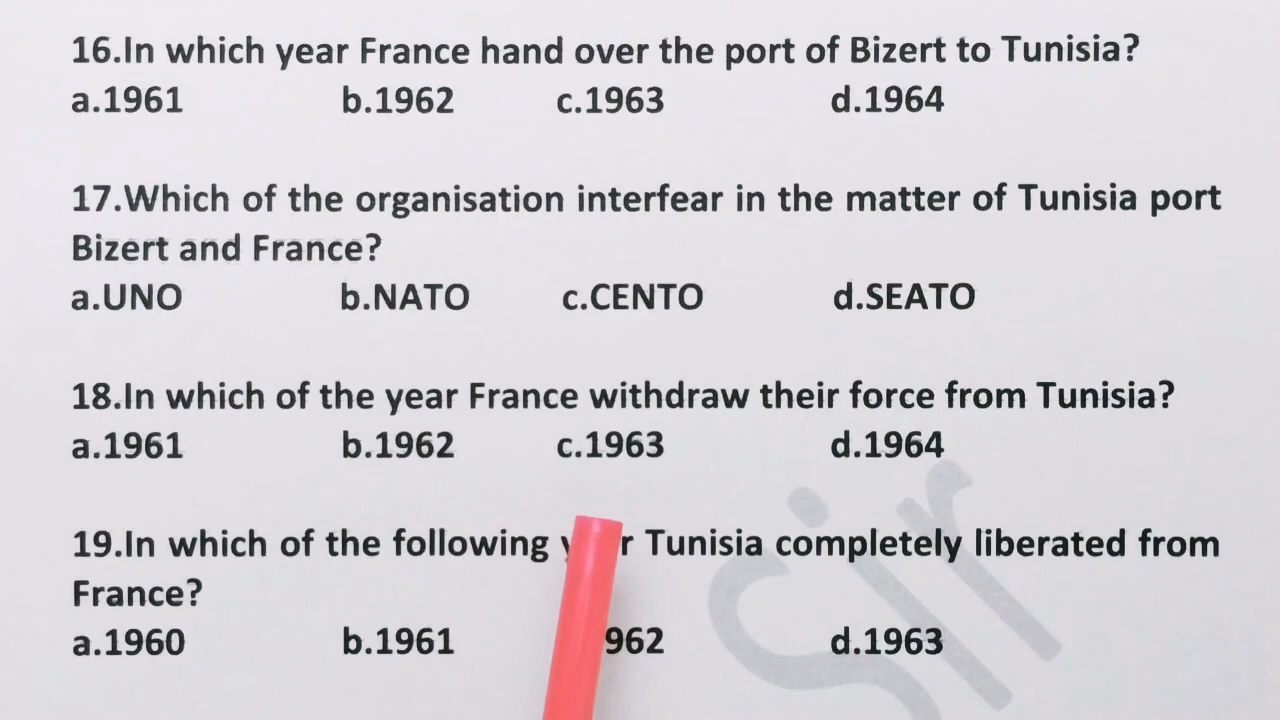 16.In which year France hand over the port of Bizert to Tunisia?
a.1961 b.1962 c.1963 d.1964
17.Which of the organisation interfear in the matter of Tunisia port
Bizert and France?
a.UNO b.NATO c.CENTO d.SEATO
18.In which of the year France withdraw their force from Tunisia?
a.1961 b.1962 c.1963 d.1964
19.In which of the following Tunisia completely liberated from
France?
a.1960 b.1961 962 d.1963
Sir